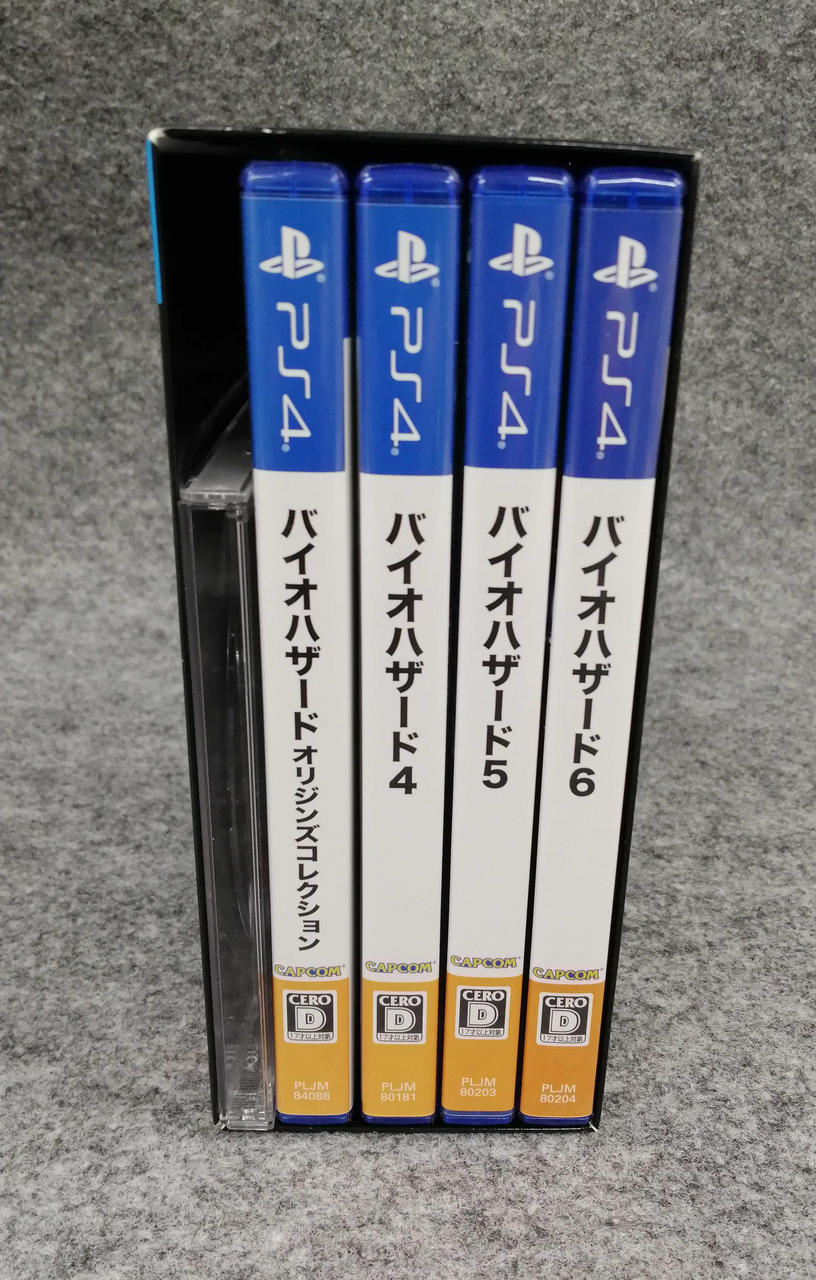 PS4
バイオハザード オリジンズコレクション
CAPCOM
CERO
D
17才以上対象
PLJM
84088
PS4
バイオハザード4
CAPCOM
CERO
D
17才以上対象
PLJM
80181
PS4
バイオハザード5
CAPCOM
CERO
D
17才以上対象
PLJM
80203
PS4
バイオハザード6
CAPCOM
CERO
D
17才以上対象
PLJM
80204